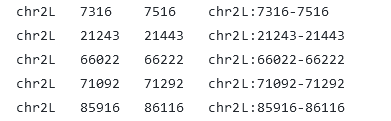 chr2L 7316 7516 chr2L:7316-7516
chr2L 21243 21443 chr2L:21243-21443
chr2L 66022 66222 chr2L:66022-66222
chr2L 71092 71292 chr2L:71092-71292
chr2L 85916 86116 chr2L:85916-86116